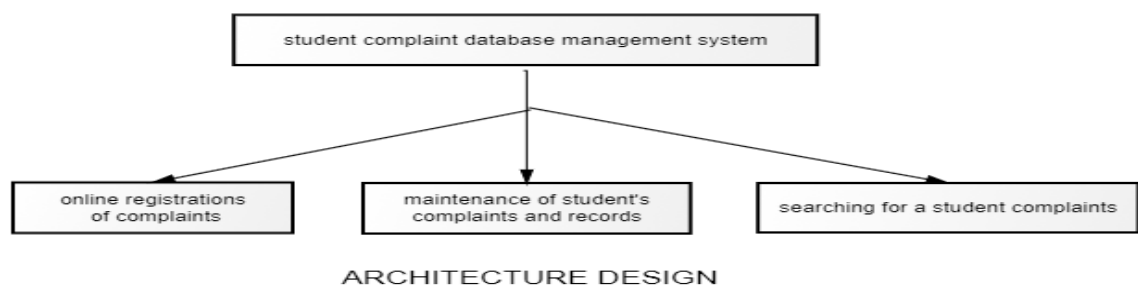 student complaint database management system
online registrations
of complaints
maintenance of student's
complaints and records
searching for a student complaints
ARCHITECTURE DESIGN